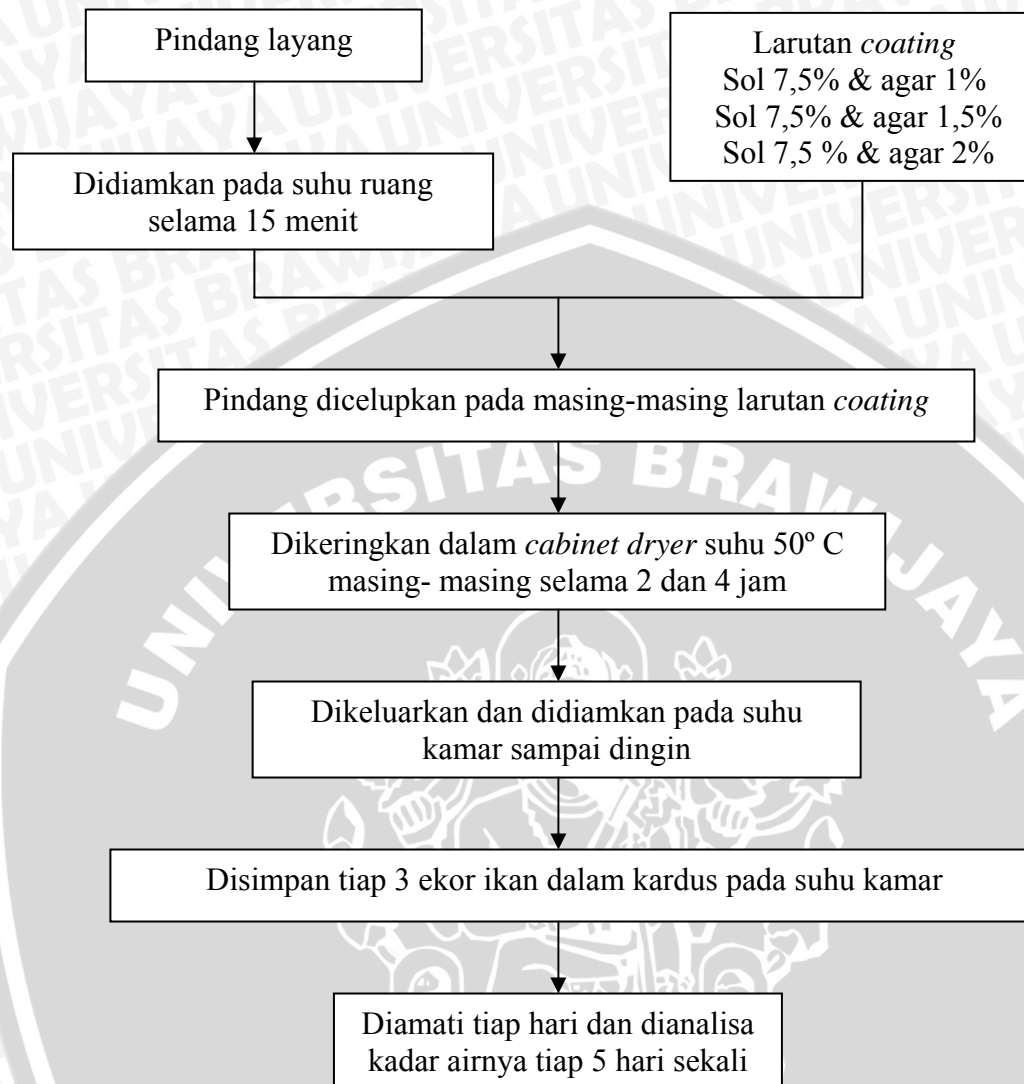 Pindang layang
Larutan coating
Sol 7,5% & agar 1%
Sol 7,5% & agar 1,5%
Sol 7,5 % & agar 2%
Didiamkan pada suhu ruang
selama 15 menit
Pindang dicelupkan pada masing-masing larutan coating
Dikeringkan dalam cabinet dryer suhu 50º C
masing- masing selama 2 dan 4 jam
Dikeluarkan dan didiamkan pada suhu
kamar sampai dingin
Disimpan tiap 3 ekor ikan dalam kardus pada suhu kamar
Diamati tiap hari dan dianalisa
kadar airnya tiap 5 hari sekali
UNIVERSITAS BRAWIJAYA